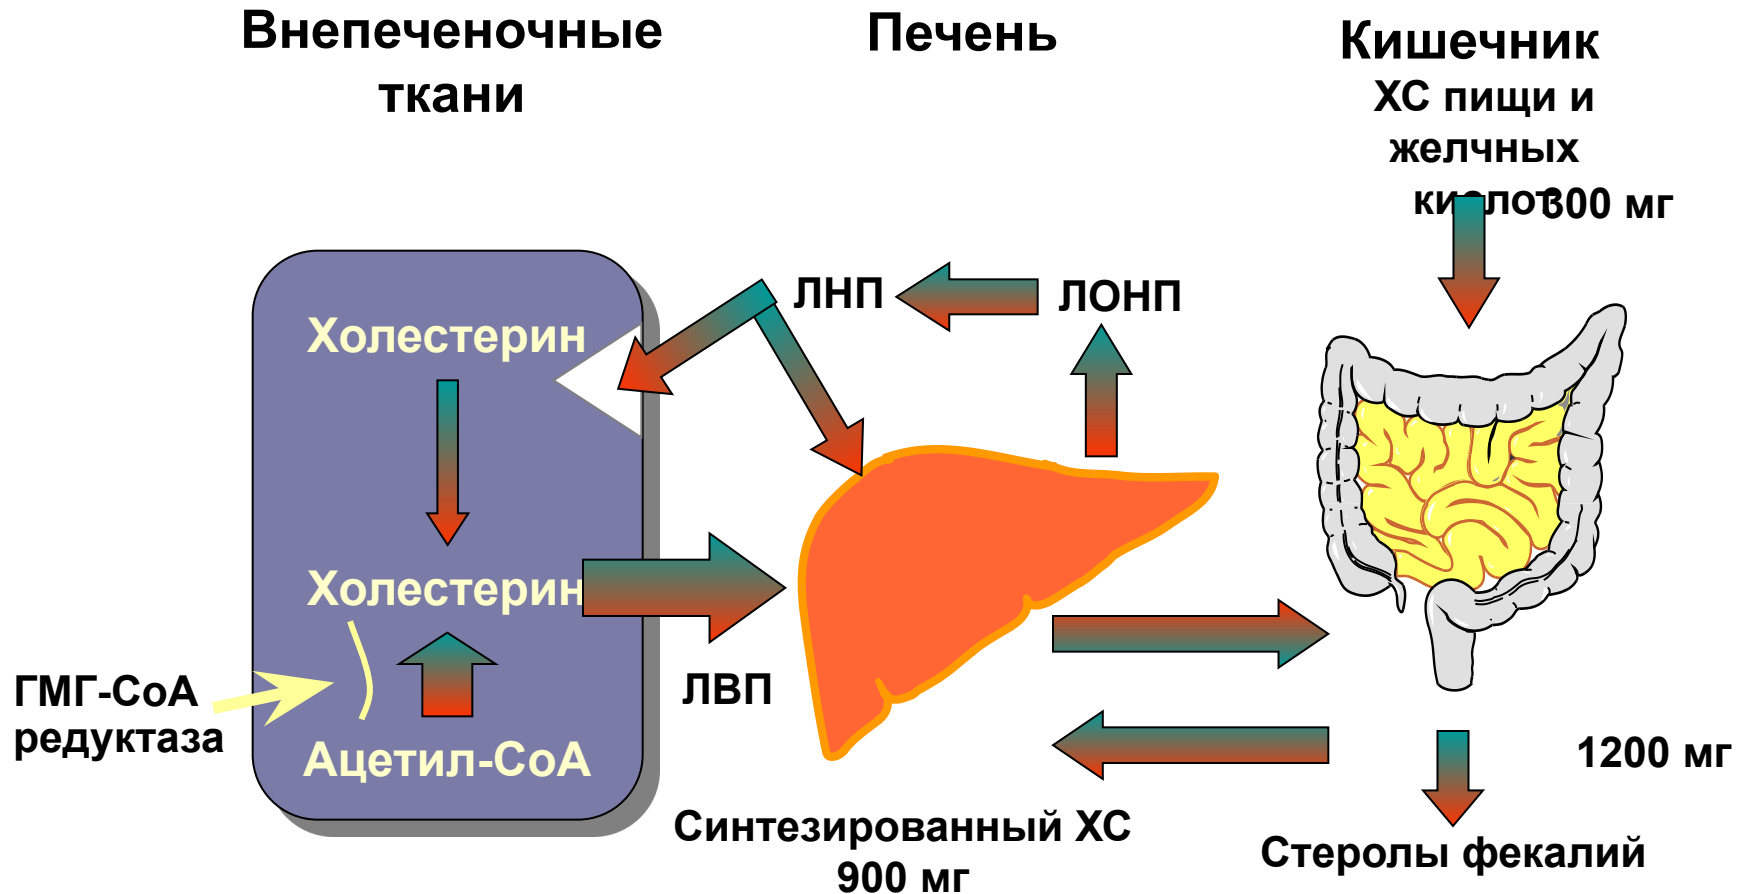 Внепеченочные
ткани
Печень
Кишечник
ХС пищи и
желчных
кислот
300 мг
ЛНП
ЛОНП
Холестерин
Холестерин
ГМГ-СоА
редуктаза
Ацетил-СоА
ЛВП
1200 мг
Синтезированный ХС
900 мг
Стеролы фекалий